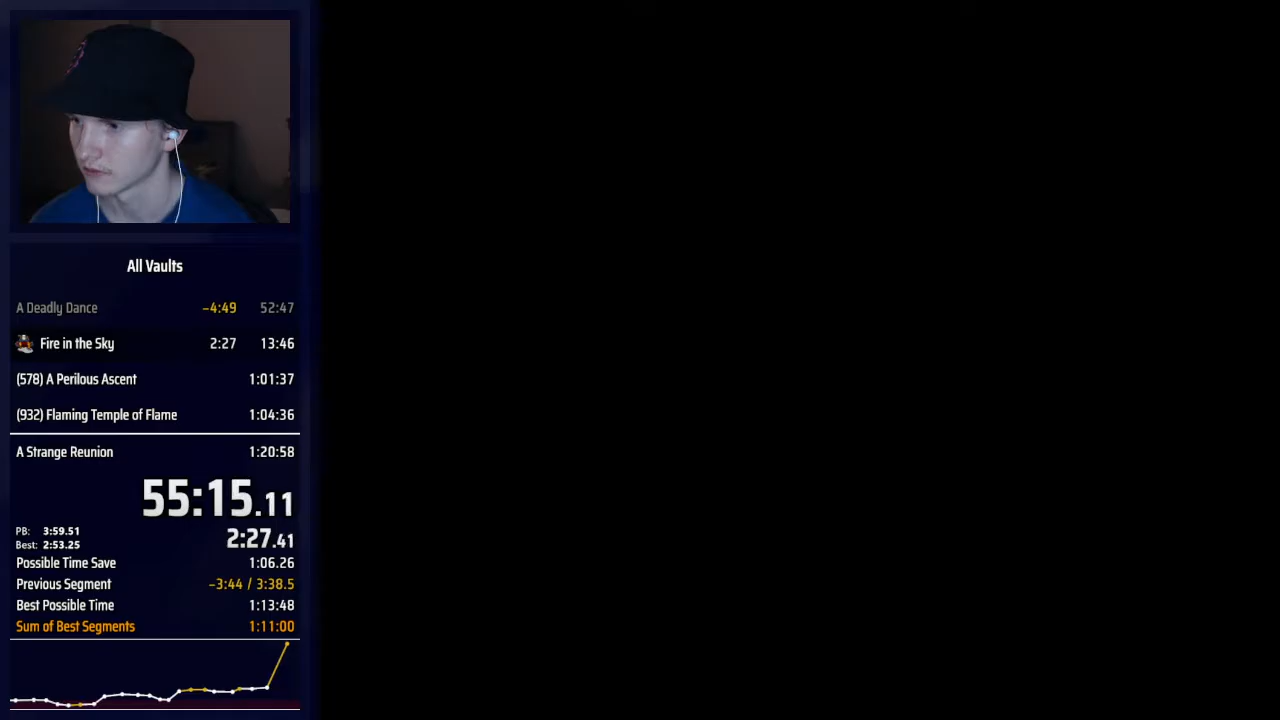 All Vaults
A Deadly Dance −4:49 52:47
Fire in the Sky 2:27 13:46
(578) A Perilous Ascent 1:01:37
(932) Flaming Temple of Flame 1:04:36
A Strange Reunion 1:20:58
55:15.11
PB: 3:59.51
Best: 2:53.25
2:27.41
Possible Time Save 1:06.26
Previous Segment −3:44 / 3:38.5
Best Possible Time 1:13:48
Sum of Best Segments 1:11:00